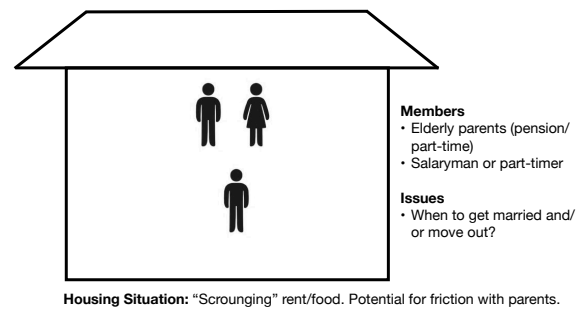 Members
• Elderly parents (pension/
part-time)
• Salaryman or part-timer
Issues
• When to get married and/
or move out?
Housing Situation: “Scrounging” rent/food. Potential for friction with parents.